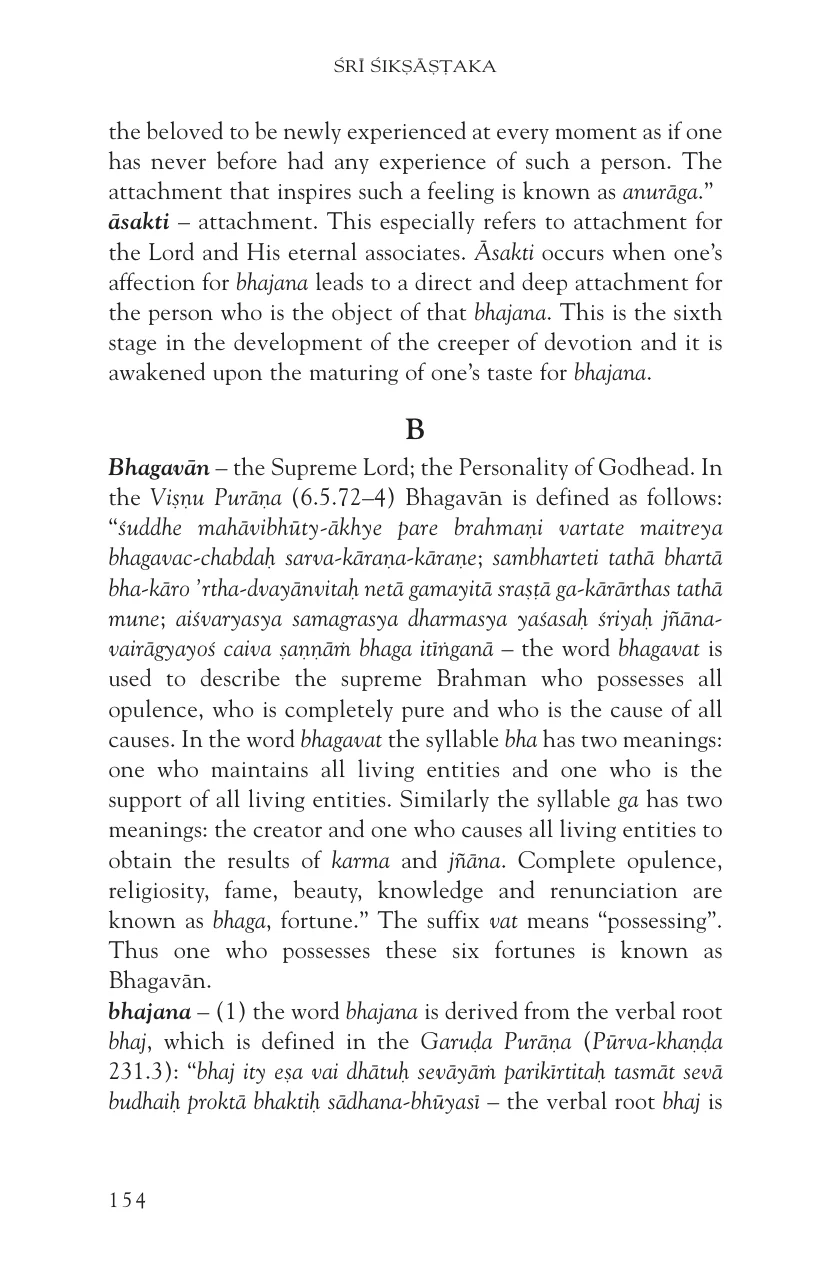 ŚRĪ ŚIKṢĀṢṬAKA
the beloved to be newly experienced at every moment as if one
has never before had any experience of such a person. The
attachment that inspires such a feeling is known as anurāga.”
āsakti – attachment. This especially refers to attachment for
the Lord and His eternal associates. Āsakti occurs when one’s
affection for bhajana leads to a direct and deep attachment for
the person who is the object of that bhajana. This is the sixth
stage in the development of the creeper of devotion and it is
awakened upon the maturing of one’s taste for bhajana.
B
Bhagavān – the Supreme Lord; the Personality of Godhead. In
the Viṣṇu Purāṇa (6.5.72–4) Bhagavān is defined as follows:
“śuddhe mahāvibhūty-ākhye pare brahmaṇi vartate maitreya
bhagavac-chabdaḥ sarva-kāraṇa-kāraṇe; sambharteti tathā bhartā
bha-kāro ’rtha-dvayānvitaḥ netā gamayitā sraṣṭā ga-kārārthas tathā
mune; aiśvaryasya samagrasya dharmasya yaśasaḥ śriyaḥ jñāna-
vairāgyayoś caiva ṣaṇṇāṁ bhaga itīṅganā – the word bhagavat is
used to describe the supreme Brahman who possesses all
opulence, who is completely pure and who is the cause of all
causes. In the word bhagavat the syllable bha has two meanings:
one who maintains all living entities and one who is the
support of all living entities. Similarly the syllable ga has two
meanings: the creator and one who causes all living entities to
obtain the results of karma and jñāna. Complete opulence,
religiosity, fame, beauty, knowledge and renunciation are
known as bhaga, fortune.” The suffix vat means “possessing”.
Thus one who possesses these six fortunes is known as
Bhagavān.
bhajana – (1) the word bhajana is derived from the verbal root
bhaj, which is defined in the Garuḍa Purāṇa (Pūrva-khaṇḍa
231.3): “bhaj ity eṣa vai dhātuḥ sevāyāṁ parikīrtitaḥ tasmāt sevā
budhaiḥ proktā bhaktiḥ sādhana-bhūyasī – the verbal root bhaj is
154